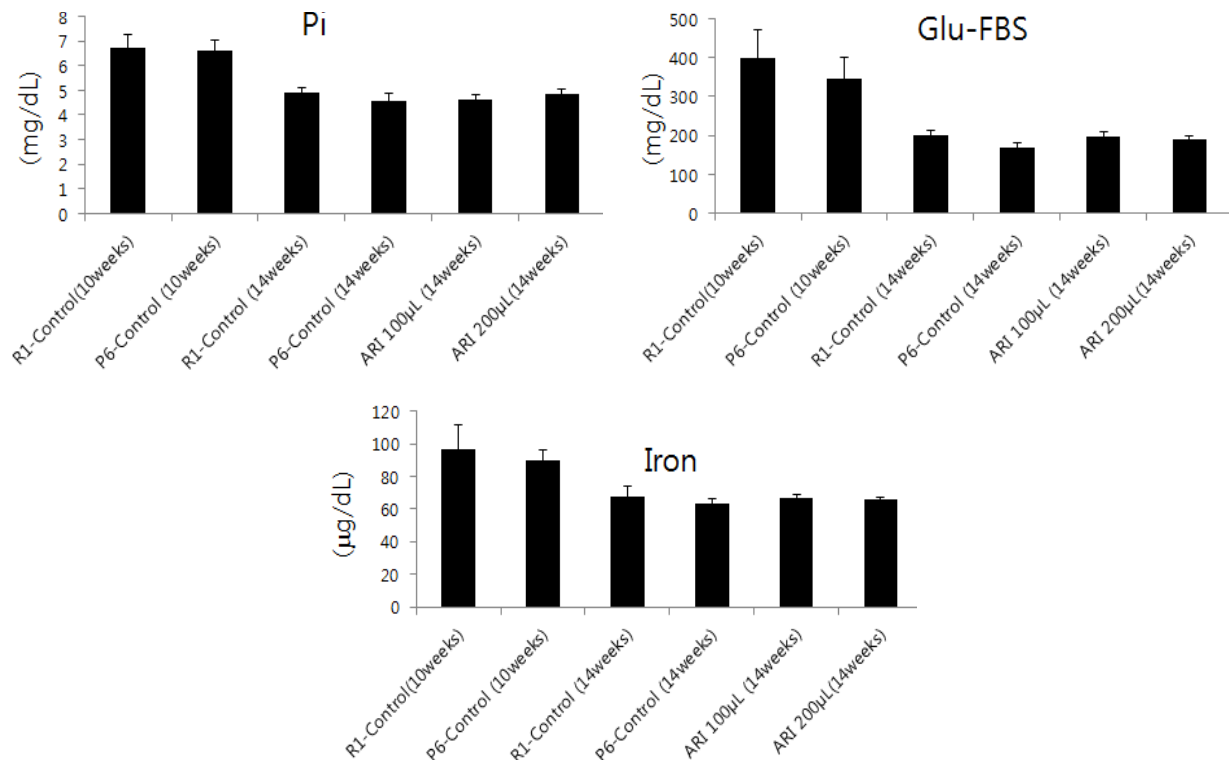 Pi
(mg/dL)
8
7
6
5
4
3
2
1
0
R1-Control(10weeks)
P6-Control (10weeks)
R1-Control (14weeks)
P6-Control (14weeks)
ARI 100μL (14weeks)
ARI 200μL(14weeks)
Glu-FBS
(mg/dL)
500
400
300
200
100
0
R1-Control(10weeks)
P6-Control (10weeks)
R1-Control (14weeks)
P6-Control (14weeks)
ARI 100μL (14weeks)
ARI 200μL(14weeks)
Iron
(μg/dL)
120
100
80
60
40
20
0
R1-Control(10weeks)
P6-Control (10weeks)
R1-Control (14weeks)
P6-Control (14weeks)
ARI 100μL (14weeks)
ARI 200μL(14weeks)